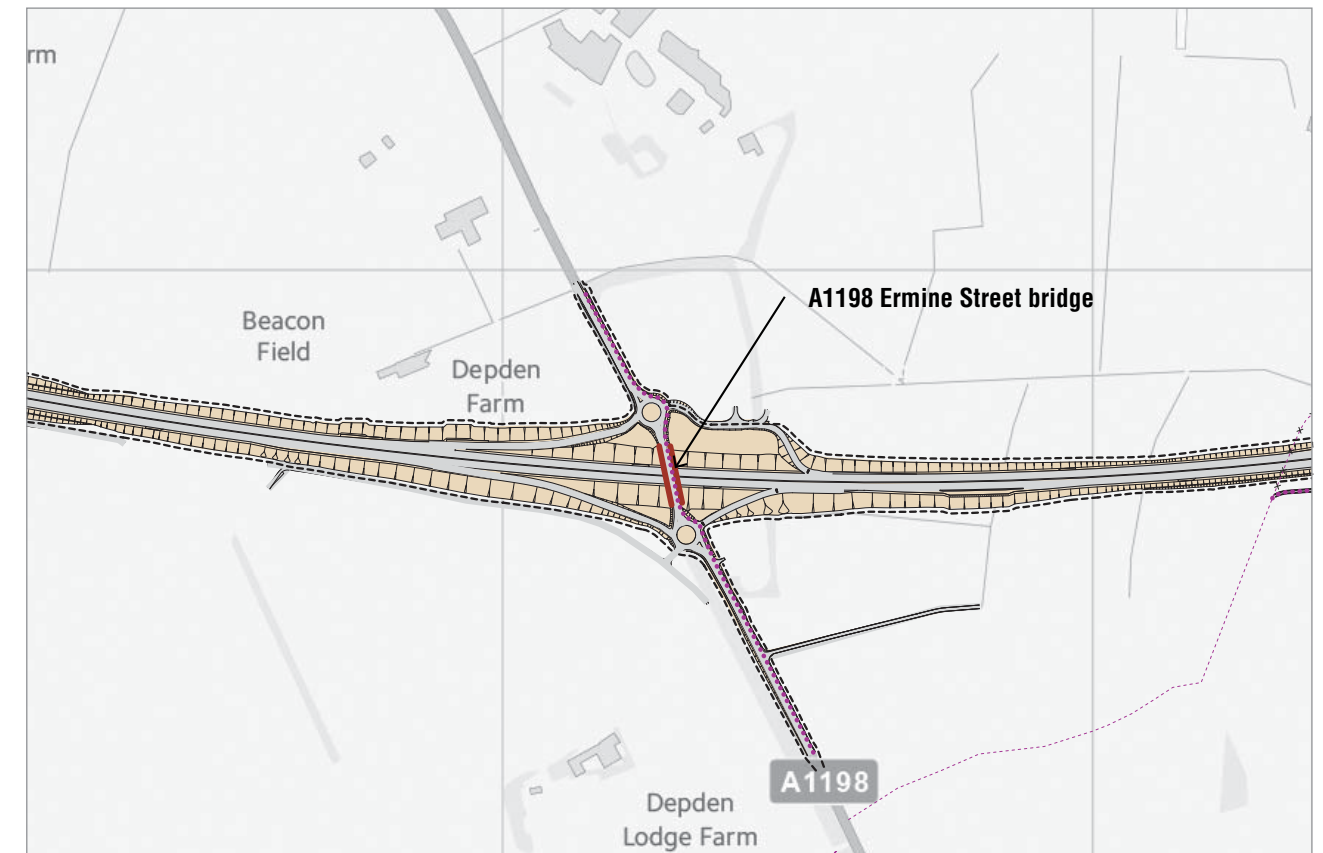 rm
A1198 Ermine Street bridge
Beacon
Field
Depden
Farm
A1198
Depden
Lodge Farm